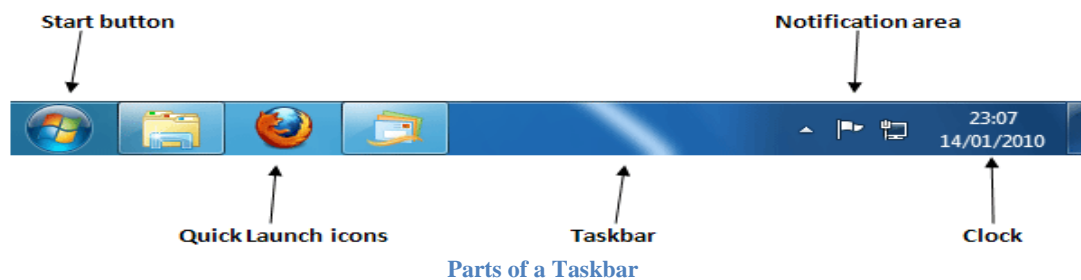 Start button
Notification area
23:07
14/01/2010
Quick Launch icons
Taskbar
Clock
Parts of a Taskbar